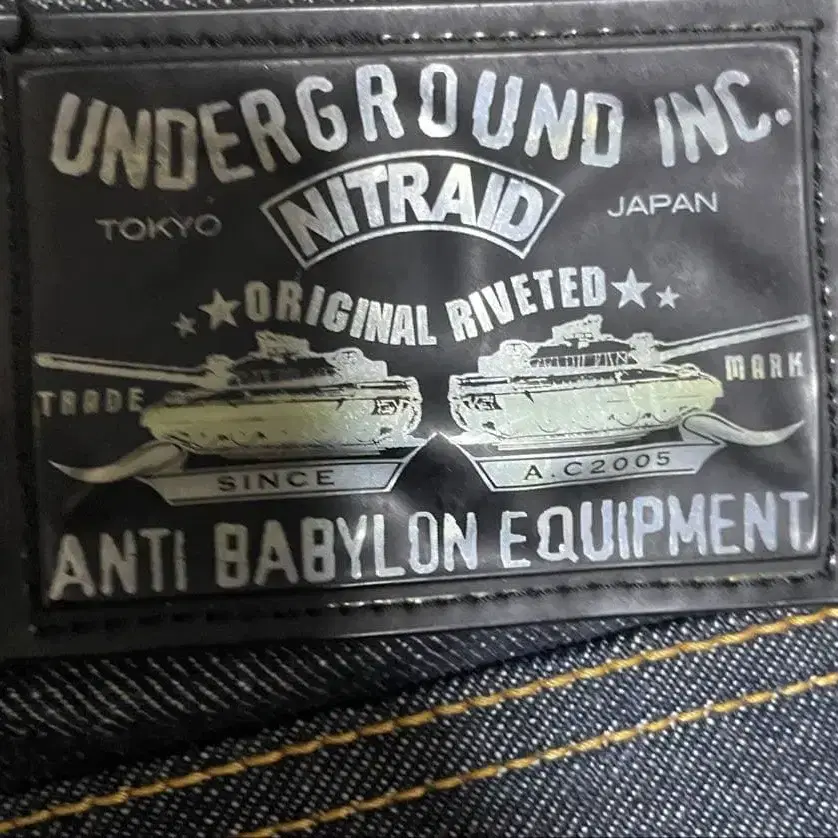 UNDERGROUND INC.
TOKYO NITRAID JAPAN
★★ORIGINAL RIVETED★★
TRADE MARK
SINCE A.C2005
ANTI BABYLON EQUIPMENT